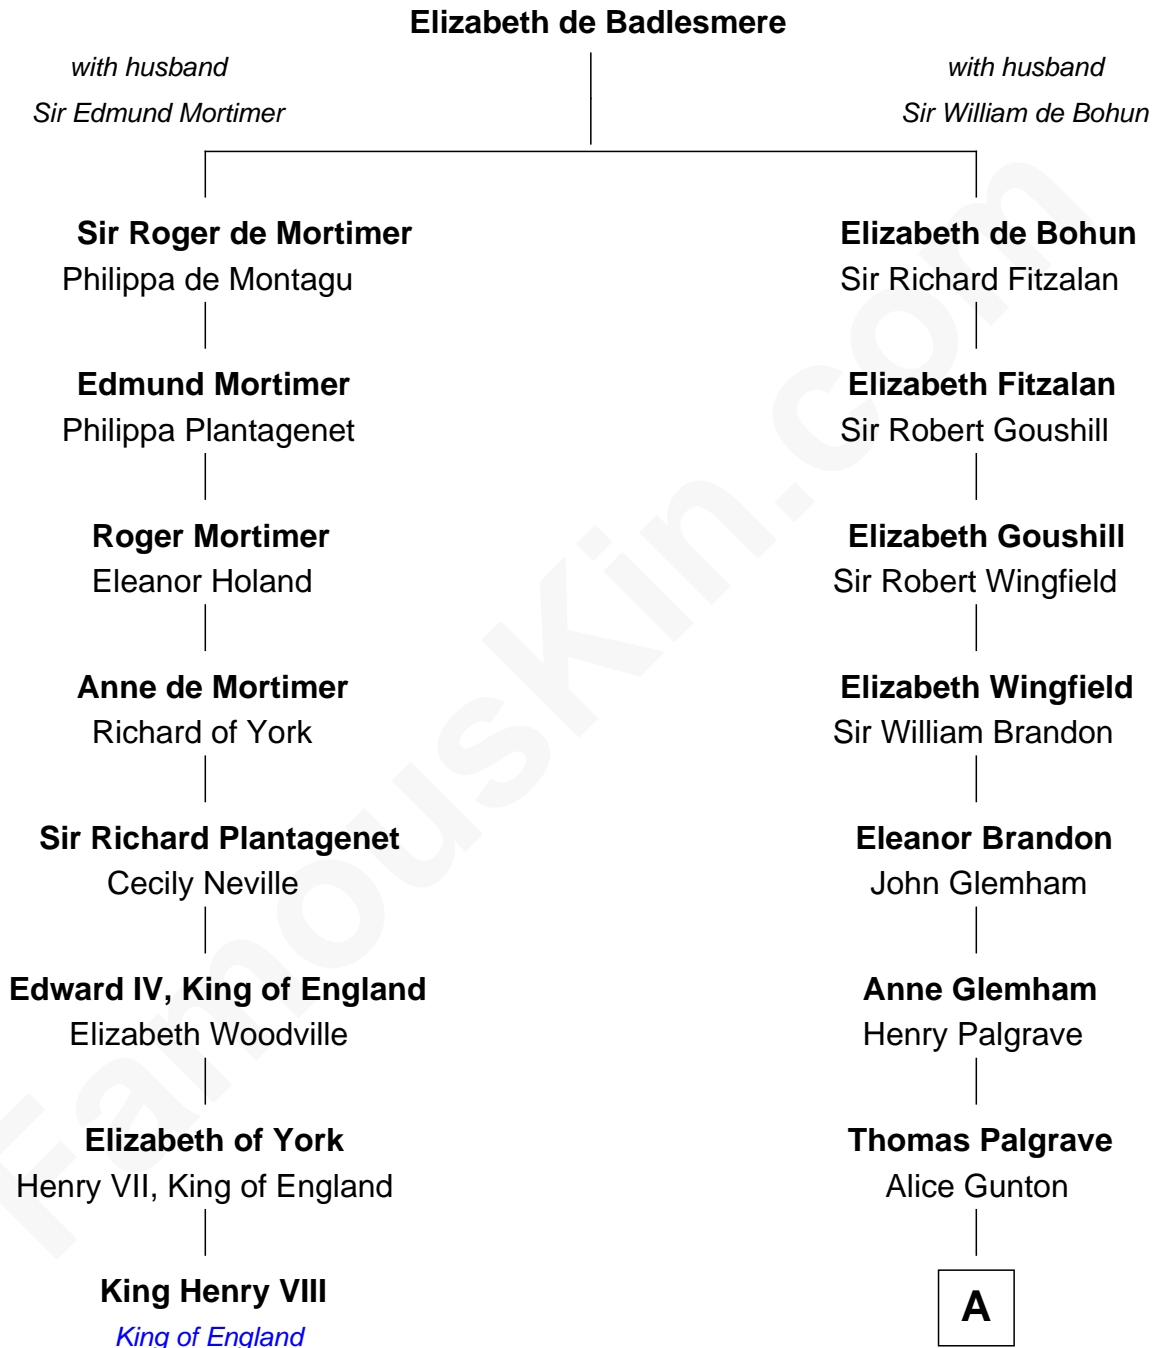 Elizabeth de Badlesmere
with husband
Sir Edmund Mortimer
with husband
Sir William de Bohun
Sir Roger de Mortimer
Philippa de Montagu
Elizabeth de Bohun
Sir Richard Fitzalan
Edmund Mortimer
Philippa Plantagenet
Elizabeth Fitzalan
Sir Robert Goushill
Roger Mortimer
Eleanor Holand
Elizabeth Goushill
Sir Robert Wingfield
Anne de Mortimer
Richard of York
Elizabeth Wingfield
Sir William Brandon
Sir Richard Plantagenet
Cecily Neville
Eleanor Brandon
John Glemham
Edward IV, King of England
Elizabeth Woodville
Anne Glemham
Henry Palgrave
Elizabeth of York
Henry VII, King of England
Thomas Palgrave
Alice Gunton
King Henry VIII
King of England
A
FamousKin.com